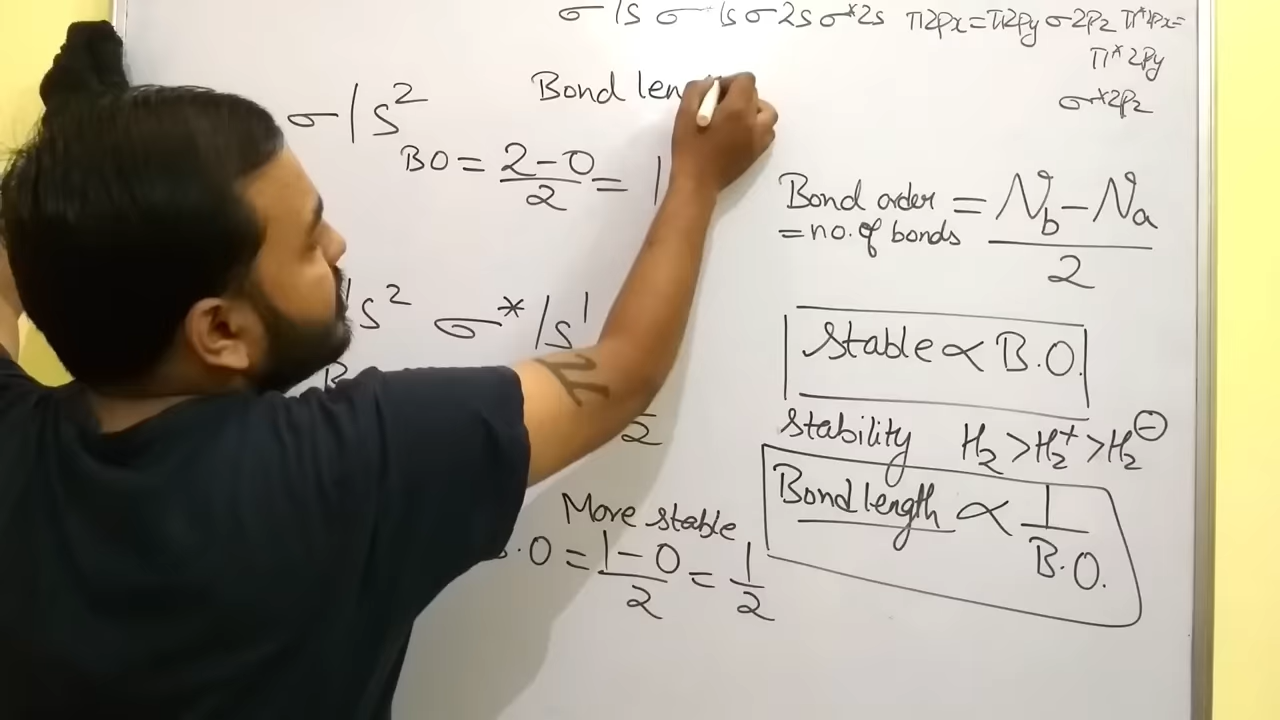 σ 1s σ*1s σ2s σ*2s π2px=π2py σ2pz π*2px=
π*2py
σ*2pz
σ1s²
Bond len
BO = 2-0/2 = 1
Bond order = Nb-Na/2
= no. of bonds
1s² σ*1s¹
2
Stable ∝ B.O.
Stability H₂ > H₂⁺ > H₂⊖
Bond length ∝ 1/B.O.
More stable
.O = 1-0/2 = 1/2